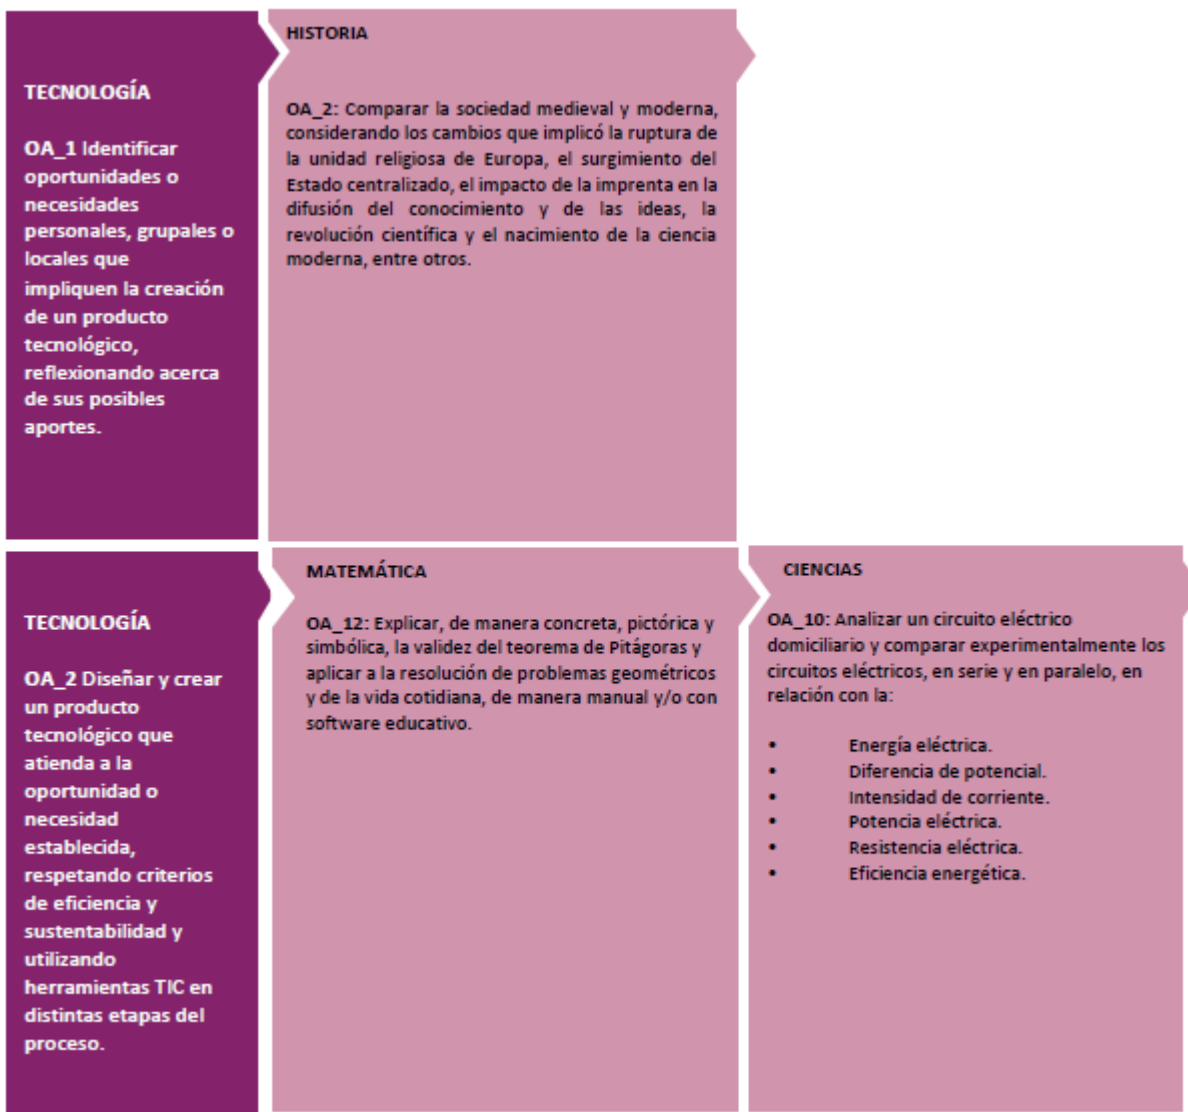 TECNOLOGÍA
OA_1 Identificar
oportunidades o
necesidades
personales, grupales o
locales que
impliquen la creación
de un producto
tecnológico,
reflexionando acerca
de sus posibles
aportes.
HISTORIA
OA_2: Comparar la sociedad medieval y moderna,
considerando los cambios que implicó la ruptura de
la unidad religiosa de Europa, el surgimiento del
Estado centralizado, el impacto de la imprenta en la
difusión del conocimiento y de las ideas, la
revolución científica y el nacimiento de la ciencia
moderna, entre otros.
TECNOLOGÍA
OA_2 Diseñar y crear
un producto
tecnológico que
atienda a la
oportunidad o
necesidad
establecida,
respetando criterios
de eficiencia y
sustentabilidad y
utilizando
herramientas TIC en
distintas etapas del
proceso.
MATEMÁTICA
OA_12: Explicar, de manera concreta, pictórica y
simbólica, la validez del teorema de Pitágoras y
aplicar a la resolución de problemas geométricos
y de la vida cotidiana, de manera manual y/o con
software educativo.
CIENCIAS
OA_10: Analizar un circuito eléctrico
domiciliario y comparar experimentalmente los
circuitos eléctricos, en serie y en paralelo, en
relación con la:
• Energía eléctrica.
• Diferencia de potencial.
• Intensidad de corriente.
• Potencia eléctrica.
• Resistencia eléctrica.
• Eficiencia energética.